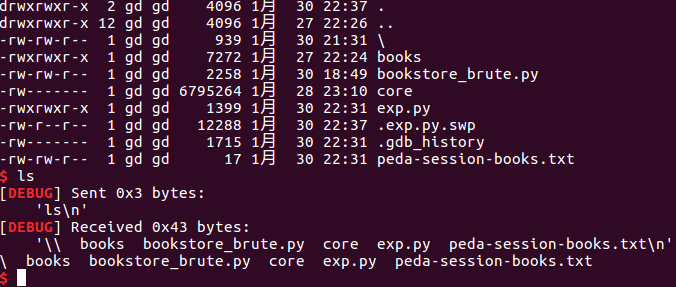 drwxrwxr-x  2 gd gd    4096 1月  30 22:37 .
drwxrwxr-x 12 gd gd    4096 1月  27 22:26 ..
-rw-rw-r--  1 gd gd     939 1月  30 21:31 \
-rwxrwxr-x  1 gd gd    7272 1月  27 22:24 books
-rw-rw-r--  1 gd gd    2258 1月  30 18:49 bookstore_brute.py
-rw-------  1 gd gd 6795264 1月  28 23:10 core
-rwxrwxr-x  1 gd gd    1399 1月  30 22:31 exp.py
-rw-r--r--  1 gd gd   12288 1月  30 22:37 .exp.py.swp
-rw-------  1 gd gd    1715 1月  30 22:31 .gdb_history
-rw-rw-r--  1 gd gd      17 1月  30 22:31 peda-session-books.txt
$ ls
[DEBUG] Sent 0x3 bytes:
    'ls\n'
[DEBUG] Received 0x43 bytes:
    '\\  books  bookstore_brute.py  core  exp.py  peda-session-books.txt\n'
\  books  bookstore_brute.py  core  exp.py  peda-session-books.txt
$